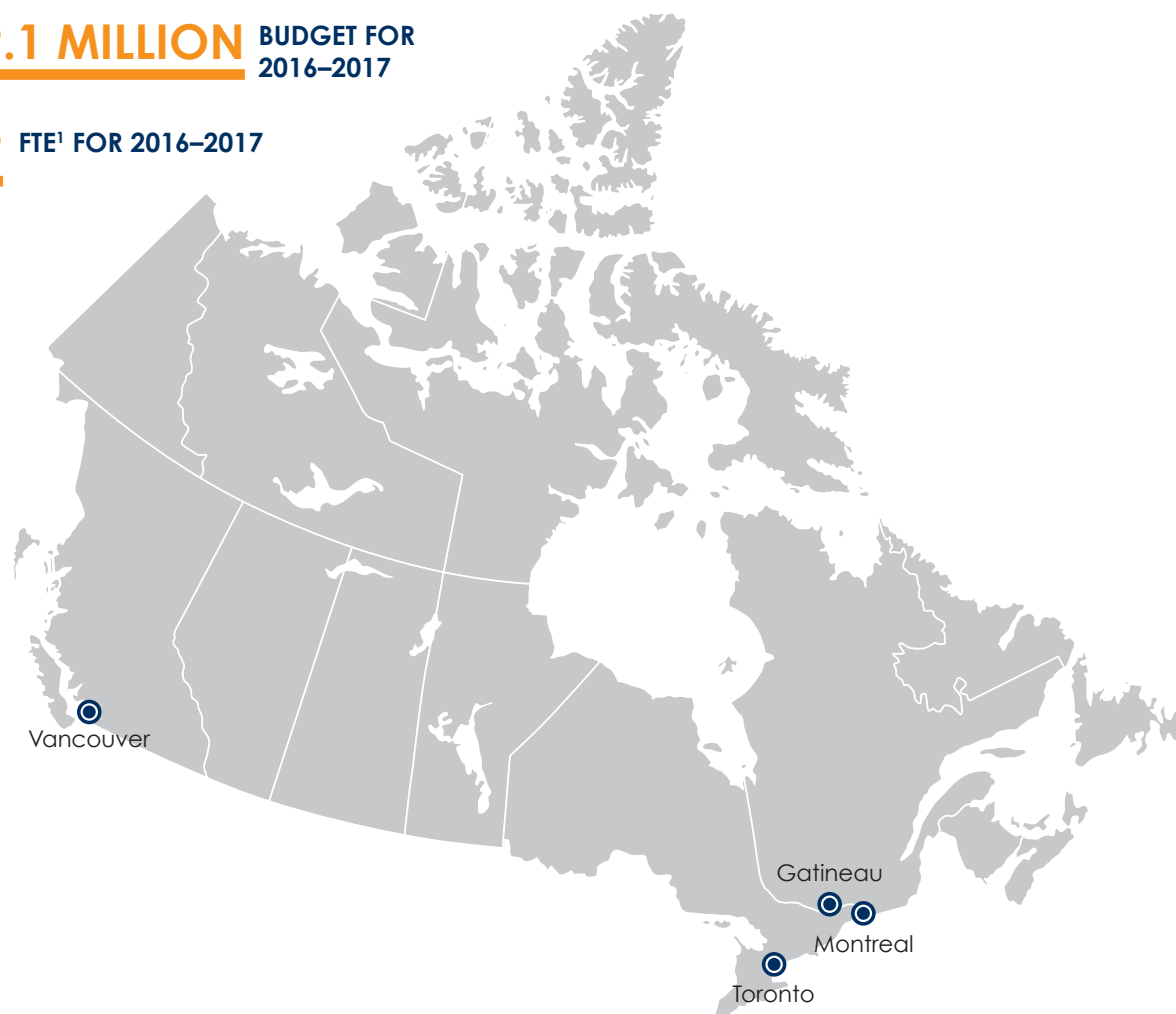 .1 MILLION
BUDGET FOR
2016–2017
FTE¹ FOR 2016–2017
Vancouver
Gatineau
Montreal
Toronto